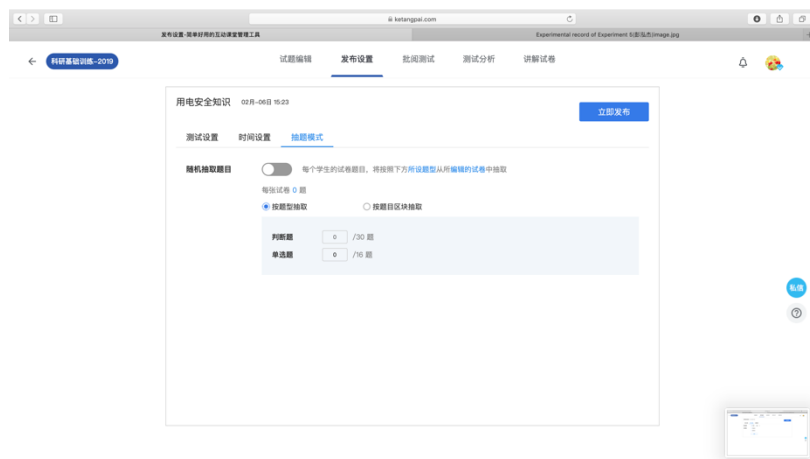 ketangpai.com
发布设置-简单好用的互动课堂管理工具
Experimental record of Experiment
image.jpg
科研基础训练-2019
试题编辑 发布设置 批阅测试 测试分析 讲解试卷
用电安全知识 02月-06日 15:23
立即发布
测试设置 时间设置 抽题模式
随机抽取题目 每个学生的试卷题目，将按照下方所设题型从所编辑的试卷中抽取
每张试卷 0 题
按题型抽取 按题目区块抽取
判断题 0 /30 题
单选题 0 /16 题
私信